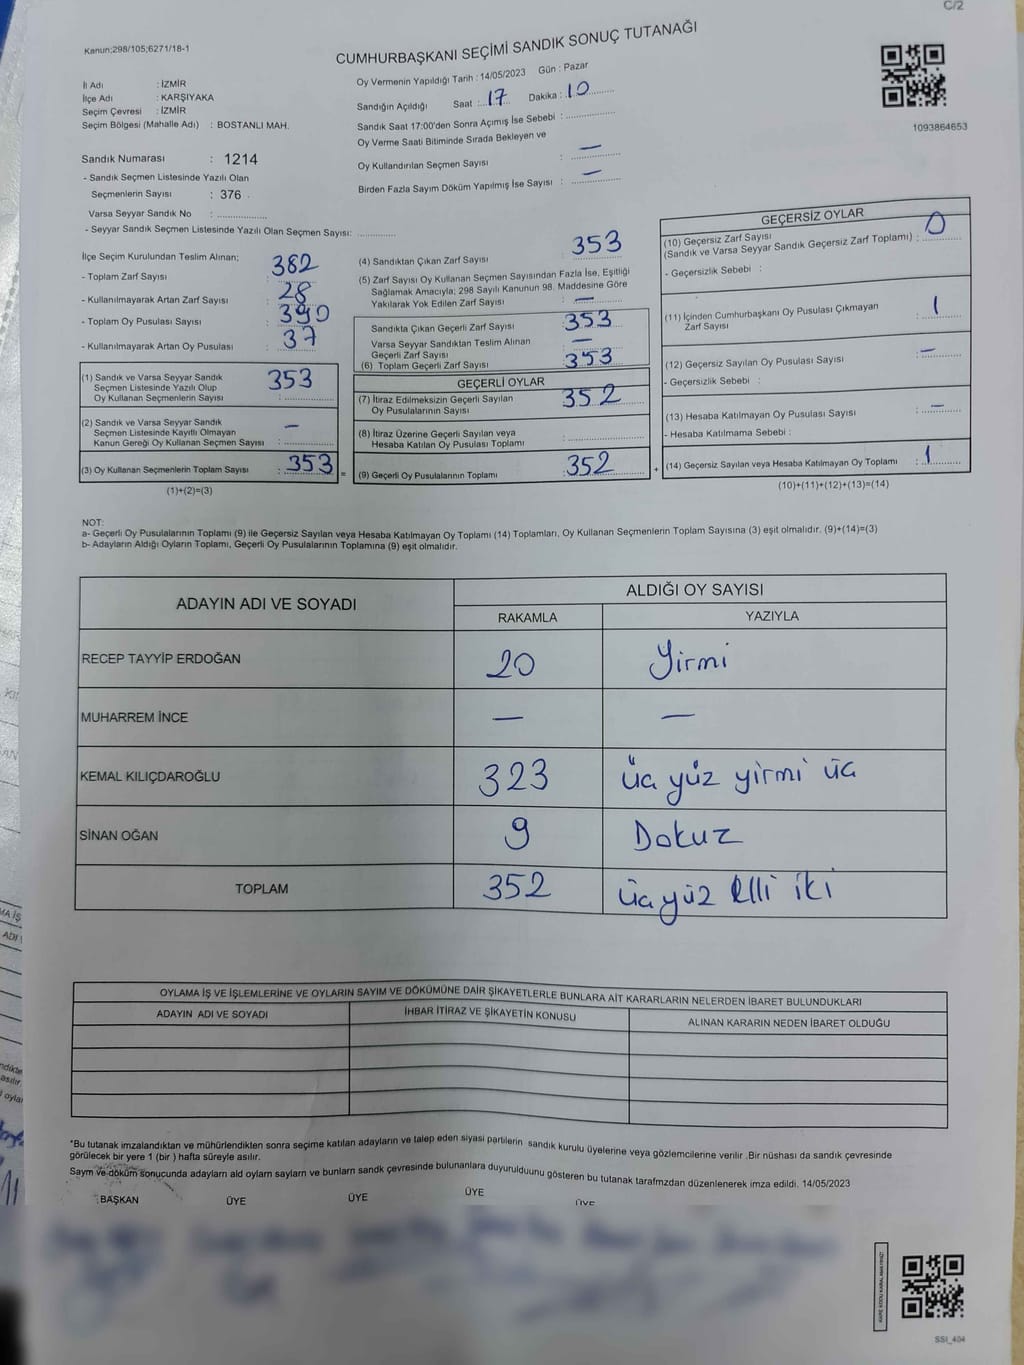 C/2
Kanun;298/105;6271/18-1
CUMHURBAŞKANI SEÇİMİ SANDIK SONUÇ TUTANAĞI
İl Adı : İZMİR
İlçe Adı : KARŞIYAKA
Seçim Çevresi : İZMİR
Seçim Bölgesi (Mahalle Adı) : BOSTANLI MAH.
Oy Vermenin Yapıldığı Tarih : 14/05/2023 Gün : Pazar
Sandığın Açıldığı Saat : 17 Dakika : 10
Sandık Saat 17:00'den Sonra Açımış İse Sebebi :
Oy Verme Saati Bitiminde Sırada Bekleyen ve
Oy Kullandırılan Seçmen Sayısı : —
Birden Fazla Sayım Döküm Yapılmış İse Sayısı : —
1093864653
Sandık Numarası : 1214
- Sandık Seçmen Listesinde Yazılı Olan
Seçmenlerin Sayısı : 376
Varsa Seyyar Sandık No :
- Seyyar Sandık Seçmen Listesinde Yazılı Olan Seçmen Sayısı:
İlçe Seçim Kurulundan Teslim Alınan;
- Toplam Zarf Sayısı : 382
- Kullanılmayarak Artan Zarf Sayısı : 28
- Toplam Oy Pusulası Sayısı : 390
- Kullanılmayarak Artan Oy Pusulası : 37
(1) Sandık ve Varsa Seyyar Sandık
Seçmen Listesinde Yazılı Olup
Oy Kullanan Seçmenlerin Sayısı : 353
(2) Sandık ve Varsa Seyyar Sandık
Seçmen Listesinde Kayıtlı Olmayan
Kanun Gereği Oy Kullanan Seçmen Sayısı : —
(3) Oy Kullanan Seçmenlerin Toplam Sayısı : 353 =
(1)+(2)=(3)
(4) Sandıktan Çıkan Zarf Sayısı : 353
(5) Zarf Sayısı Oy Kullanan Seçmen Sayısından Fazla İse, Eşitliği
Sağlamak Amacıyla; 298 Sayılı Kanunun 98. Maddesine Göre
Yakılarak Yok Edilen Zarf Sayısı : —
Sandıkta Çıkan Geçerli Zarf Sayısı : 353
Varsa Seyyar Sandıktan Teslim Alınan
Geçerli Zarf Sayısı : —
(6) Toplam Geçerli Zarf Sayısı : 353
GEÇERLİ OYLAR
(7) İtiraz Edilmeksizin Geçerli Sayılan
Oy Pusulalarının Sayısı : 352
(8) İtiraz Üzerine Geçerli Sayılan veya
Hesaba Katılan Oy Pusulası Toplamı :
(9) Geçerli Oy Pusulalarının Toplamı : 352 +
GEÇERSİZ OYLAR
(10) Geçersiz Zarf Sayısı
(Sandık ve Varsa Seyyar Sandık Geçersiz Zarf Toplamı) : 0
- Geçersizlik Sebebi :
(11) İçinden Cumhurbaşkanı Oy Pusulası Çıkmayan
Zarf Sayısı : 1
(12) Geçersiz Sayılan Oy Pusulası Sayısı : —
- Geçersizlik Sebebi :
(13) Hesaba Katılmayan Oy Pusulası Sayısı : —
- Hesaba Katılmama Sebebi :
(14) Geçersiz Sayılan veya Hesaba Katılmayan Oy Toplamı : 1
(10)+(11)+(12)+(13)=(14)
NOT:
a- Geçerli Oy Pusulalarının Toplamı (9) ile Geçersiz Sayılan veya Hesaba Katılmayan Oy Toplamı (14) Toplamları, Oy Kullanan Seçmenlerin Toplam Sayısına (3) eşit olmalıdır. (9)+(14)=(3)
b- Adayların Aldığı Oyların Toplamı, Geçerli Oy Pusulalarının Toplamına (9) eşit olmalıdır.
ADAYIN ADI VE SOYADI ALDIĞI OY SAYISI
RAKAMLA YAZIYLA
RECEP TAYYİP ERDOĞAN 20 Yirmi
MUHARREM İNCE — —
KEMAL KILIÇDAROĞLU 323 üç yüz yirmi üç
SİNAN OĞAN 9 Dokuz
TOPLAM 352 üç yüz elli iki
OYLAMA İŞ VE İŞLEMLERİNE VE OYLARIN SAYIM VE DÖKÜMÜNE DAİR ŞİKAYETLERLE BUNLARA AİT KARARLARIN NELERDEN İBARET BULUNDUKLARI
ADAYIN ADI VE SOYADI İHBAR İTİRAZ VE ŞİKAYETİN KONUSU ALINAN KARARIN NEDEN İBARET OLDUĞU
*Bu tutanak imzalandıktan ve mühürlendikten sonra seçime katılan adayların ve talep eden siyasi partilerin sandık kurulu üyelerine veya gözlemcilerine verilir .Bir nüshası da sandık çevresinde
görülecek bir yere 1 (bir ) hafta süreyle asılır.
Saym ve döküm sonucunda adayların ald oylarn sayların ve bunlarn sandk çevresinde bulunanlara duyurulduunu gösteren bu tutanak tarafmzdan düzenlenerek imza edildi. 14/05/2023
BAŞKAN ÜYE ÜYE ÜYE ÜYE
SSI_404